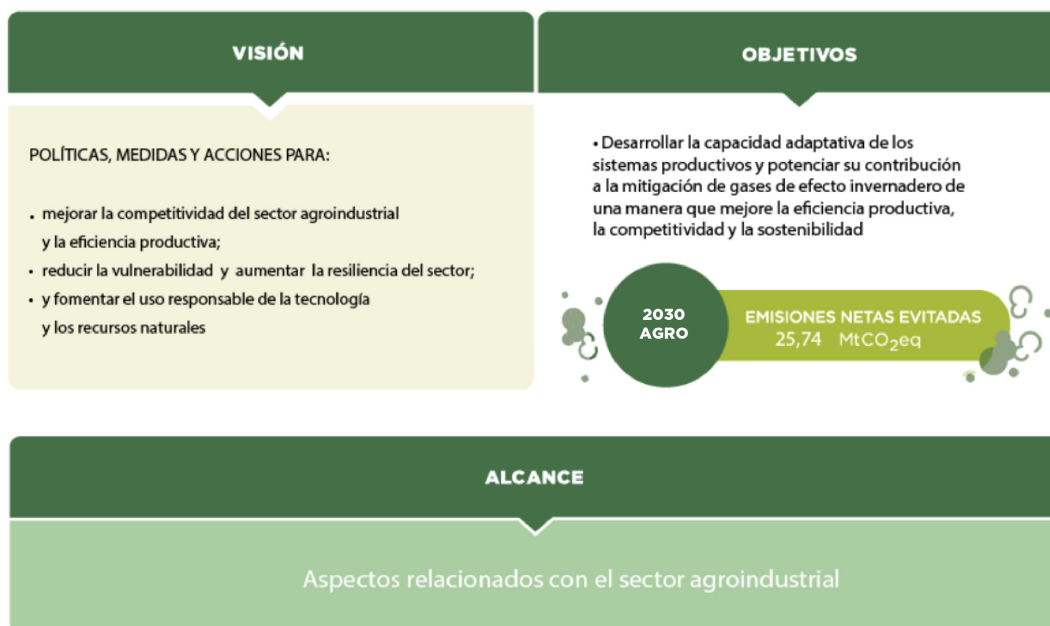 VISIÓN
POLÍTICAS, MEDIDAS Y ACCIONES PARA:
• mejorar la competitividad del sector agroindustrial
y la eficiencia productiva;
• reducir la vulnerabilidad y aumentar la resiliencia del sector;
• y fomentar el uso responsable de la tecnología
y los recursos naturales
OBJETIVOS
• Desarrollar la capacidad adaptativa de los
sistemas productivos y potenciar su contribución
a la mitigación de gases de efecto invernadero de
una manera que mejore la eficiencia productiva,
la competitividad y la sostenibilidad
2030
AGRO
EMISIONES NETAS EVITADAS
25,74 MtCO₂eq
ALCANCE
Aspectos relacionados con el sector agroindustrial